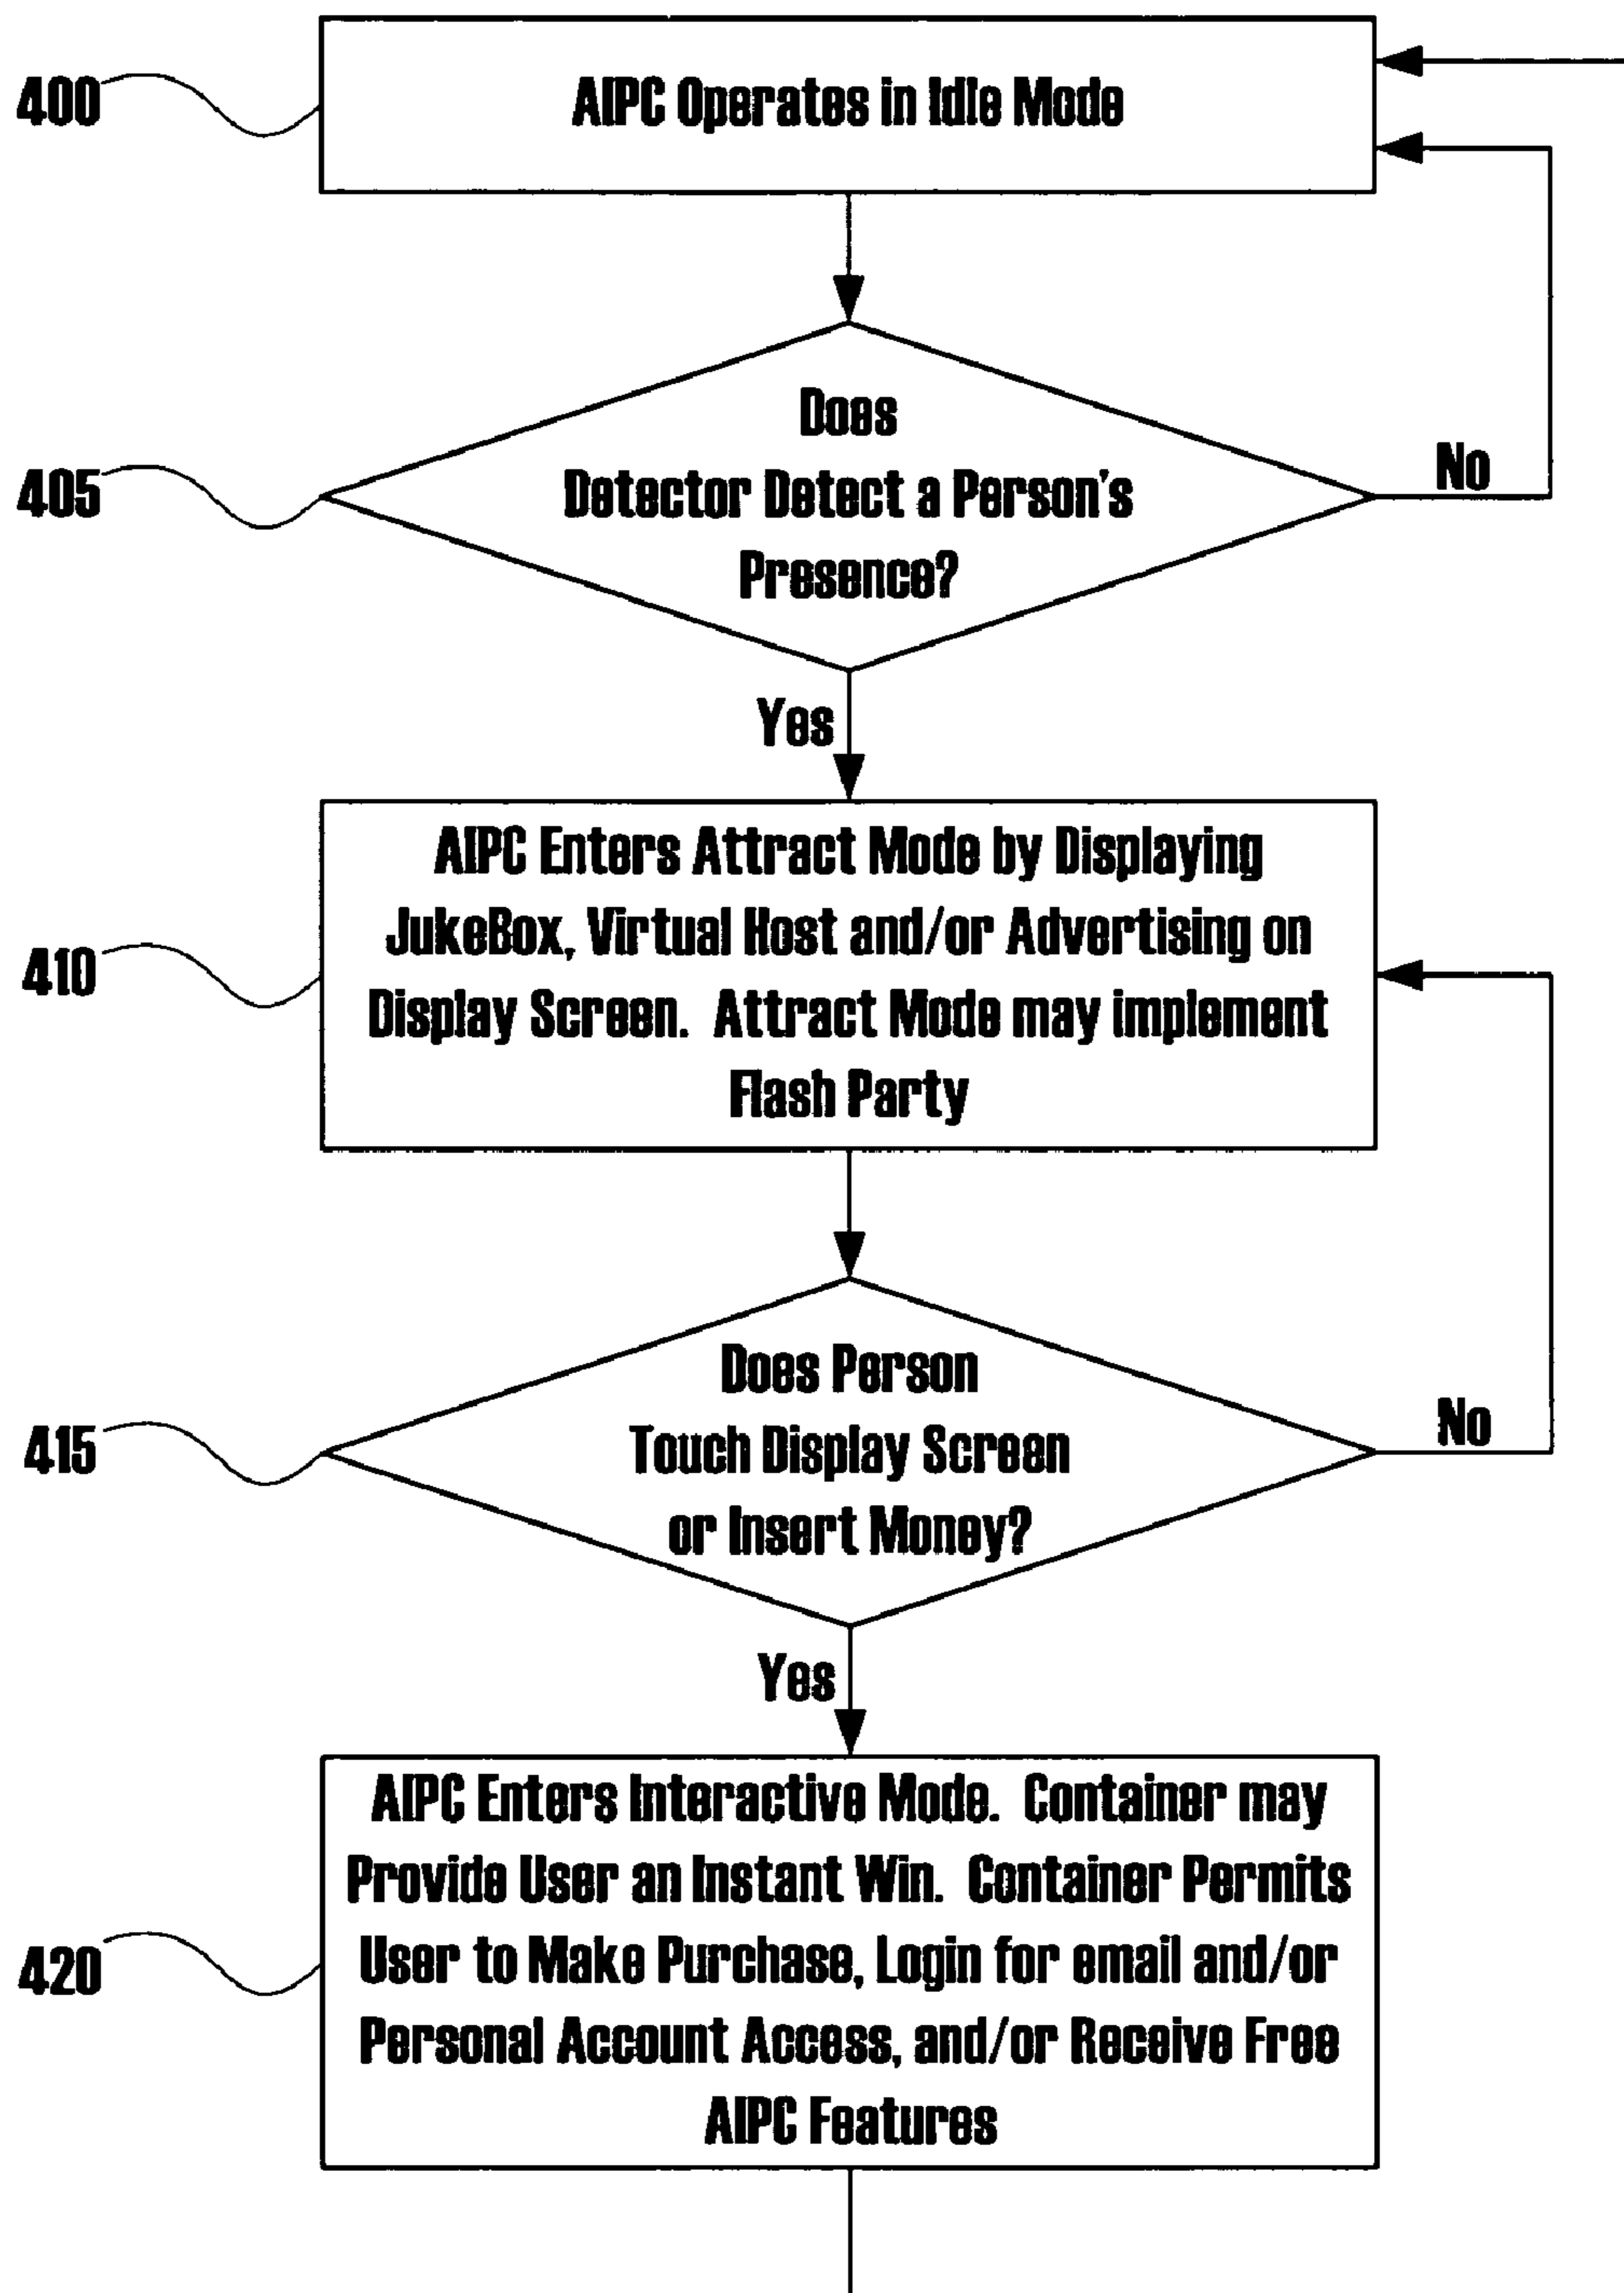 400
AIPC Operates in Idle Mode
405
Does
Detector Detect a Person's
Presence?
No
Yes
410
AIPC Enters Attract Mode by Displaying
JukeBox, Virtual Host and/or Advertising on
Display Screen. Attract Mode may implement
Flash Party
415
Does Person
Touch Display Screen
or Insert Money?
No
Yes
420
AIPC Enters Interactive Mode. Container may
Provide User an Instant Win. Container Permits
User to Make Purchase, Login for email and/or
Personal Account Access, and/or Receive Free
AIPC Features